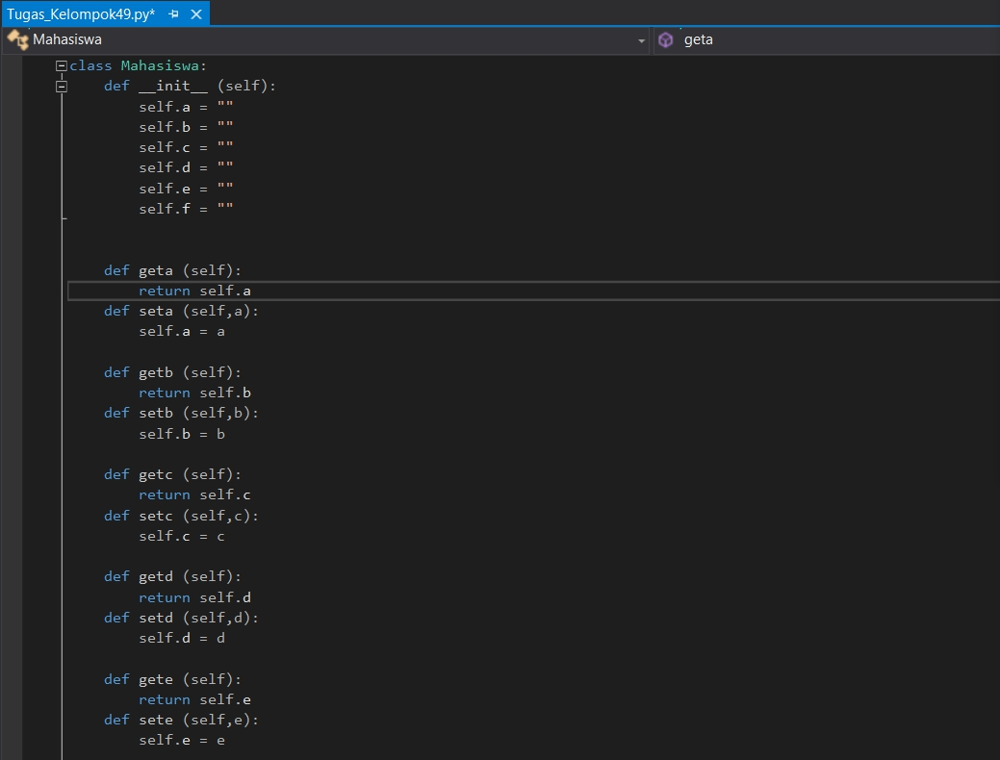 Tugas_Kelompok49.py*
Mahasiswa geta
class Mahasiswa:
    def __init__ (self):
        self.a = ""
        self.b = ""
        self.c = ""
        self.d = ""
        self.e = ""
        self.f = ""
    def geta (self):
        return self.a
    def seta (self,a):
        self.a = a
    def getb (self):
        return self.b
    def setb (self,b):
        self.b = b
    def getc (self):
        return self.c
    def setc (self,c):
        self.c = c
    def getd (self):
        return self.d
    def setd (self,d):
        self.d = d
    def gete (self):
        return self.e
    def sete (self,e):
        self.e = e